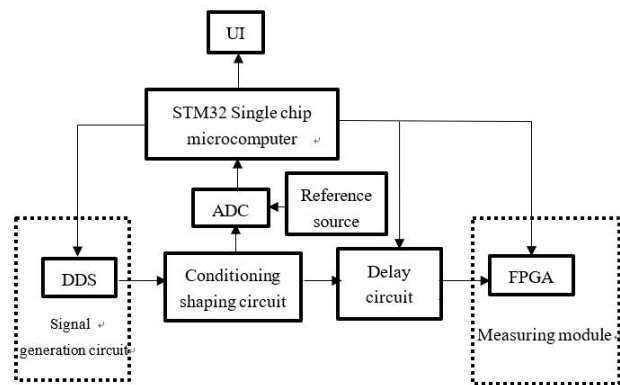 UI
STM32 Single chip
microcomputer
ADC
Reference
source
DDS
Conditioning
shaping circuit
Delay
circuit
FPGA
Signal
generation circuit
Measuring module